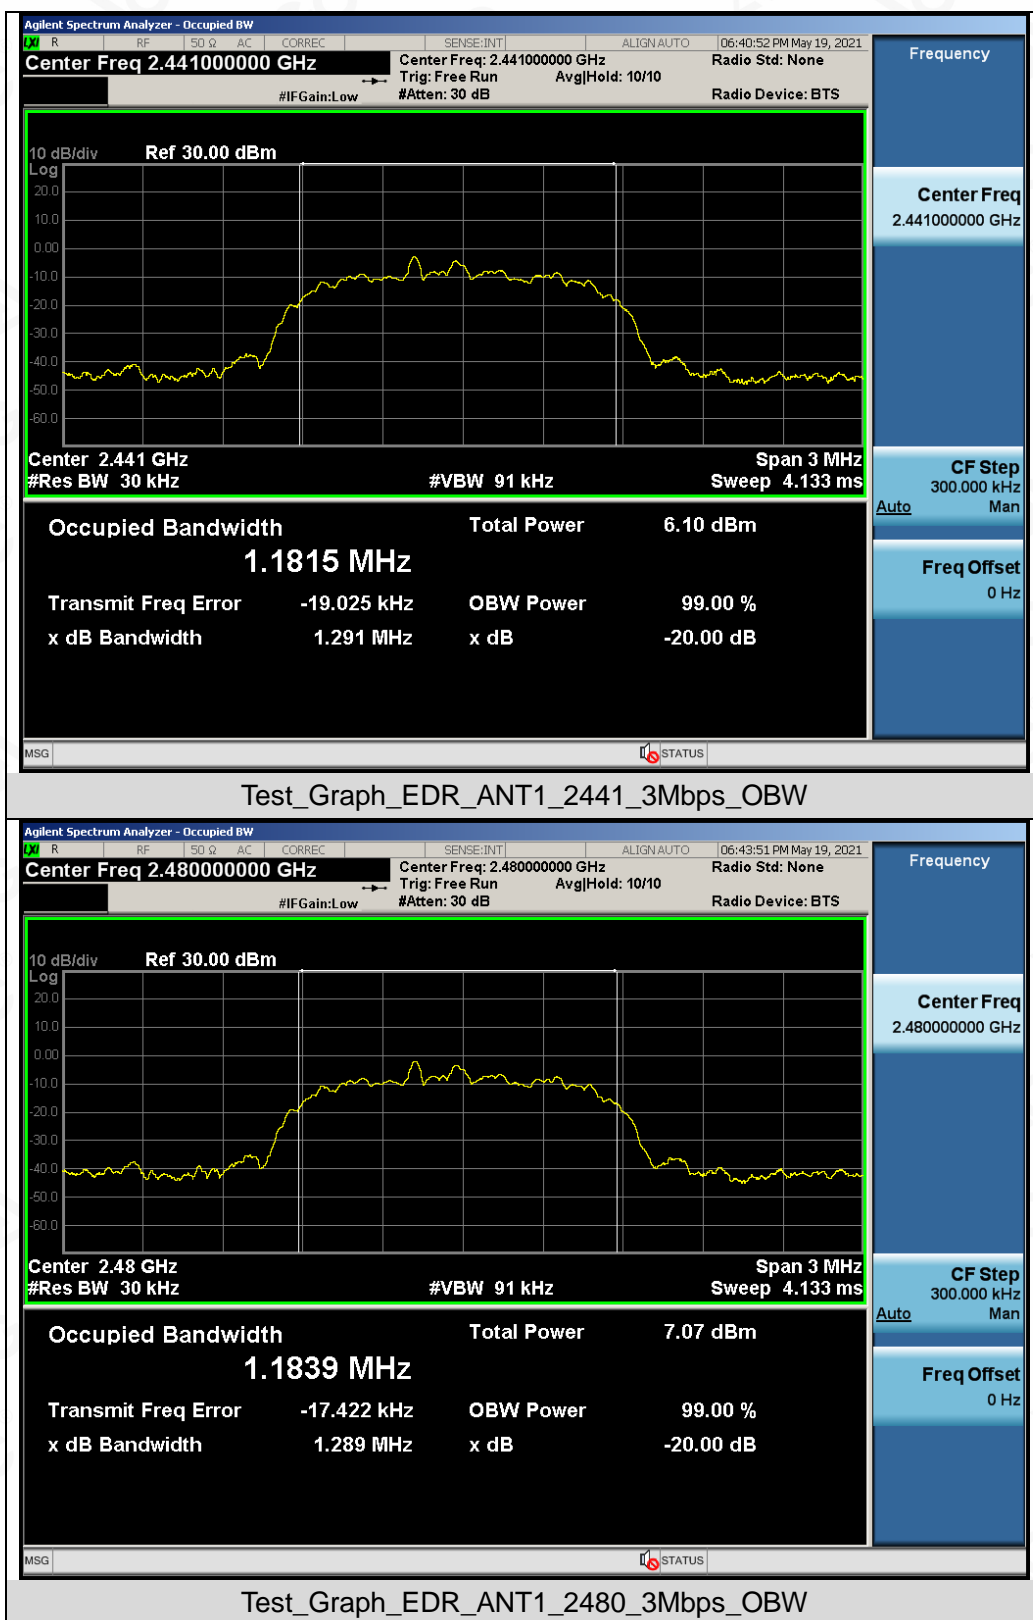 Agilent Spectrum Analyzer - Occupied BW
LXI R RF 50 Ω AC CORREC SENSE:INT ALIGN AUTO 06:40:52 PM May 19, 2021
Center Freq 2.441000000 GHz
Center Freq: 2.441000000 GHz
Radio Std: None
Trig: Free Run Avg|Hold: 10/10
#IFGain:Low #Atten: 30 dB Radio Device: BTS
Frequency
10 dB/div Ref 30.00 dBm
Log
20.0
10.0
0.00
-10.0
-20.0
-30.0
-40.0
-50.0
-60.0
Center 2.441 GHz Span 3 MHz
#Res BW 30 kHz #VBW 91 kHz Sweep 4.133 ms
Center Freq
2.441000000 GHz
CF Step
300.000 kHz
Auto Man
Freq Offset
0 Hz
Occupied Bandwidth Total Power 6.10 dBm
1.1815 MHz
Transmit Freq Error -19.025 kHz OBW Power 99.00 %
x dB Bandwidth 1.291 MHz x dB -20.00 dB
MSG STATUS
Test_Graph_EDR_ANT1_2441_3Mbps_OBW
Agilent Spectrum Analyzer - Occupied BW
LXI R RF 50 Ω AC CORREC SENSE:INT ALIGN AUTO 06:43:51 PM May 19, 2021
Center Freq 2.480000000 GHz
Center Freq: 2.480000000 GHz
Radio Std: None
Trig: Free Run Avg|Hold: 10/10
#IFGain:Low #Atten: 30 dB Radio Device: BTS
Frequency
10 dB/div Ref 30.00 dBm
Log
20.0
10.0
0.00
-10.0
-20.0
-30.0
-40.0
-50.0
-60.0
Center 2.48 GHz Span 3 MHz
#Res BW 30 kHz #VBW 91 kHz Sweep 4.133 ms
Center Freq
2.480000000 GHz
CF Step
300.000 kHz
Auto Man
Freq Offset
0 Hz
Occupied Bandwidth Total Power 7.07 dBm
1.1839 MHz
Transmit Freq Error -17.422 kHz OBW Power 99.00 %
x dB Bandwidth 1.289 MHz x dB -20.00 dB
MSG STATUS
Test_Graph_EDR_ANT1_2480_3Mbps_OBW